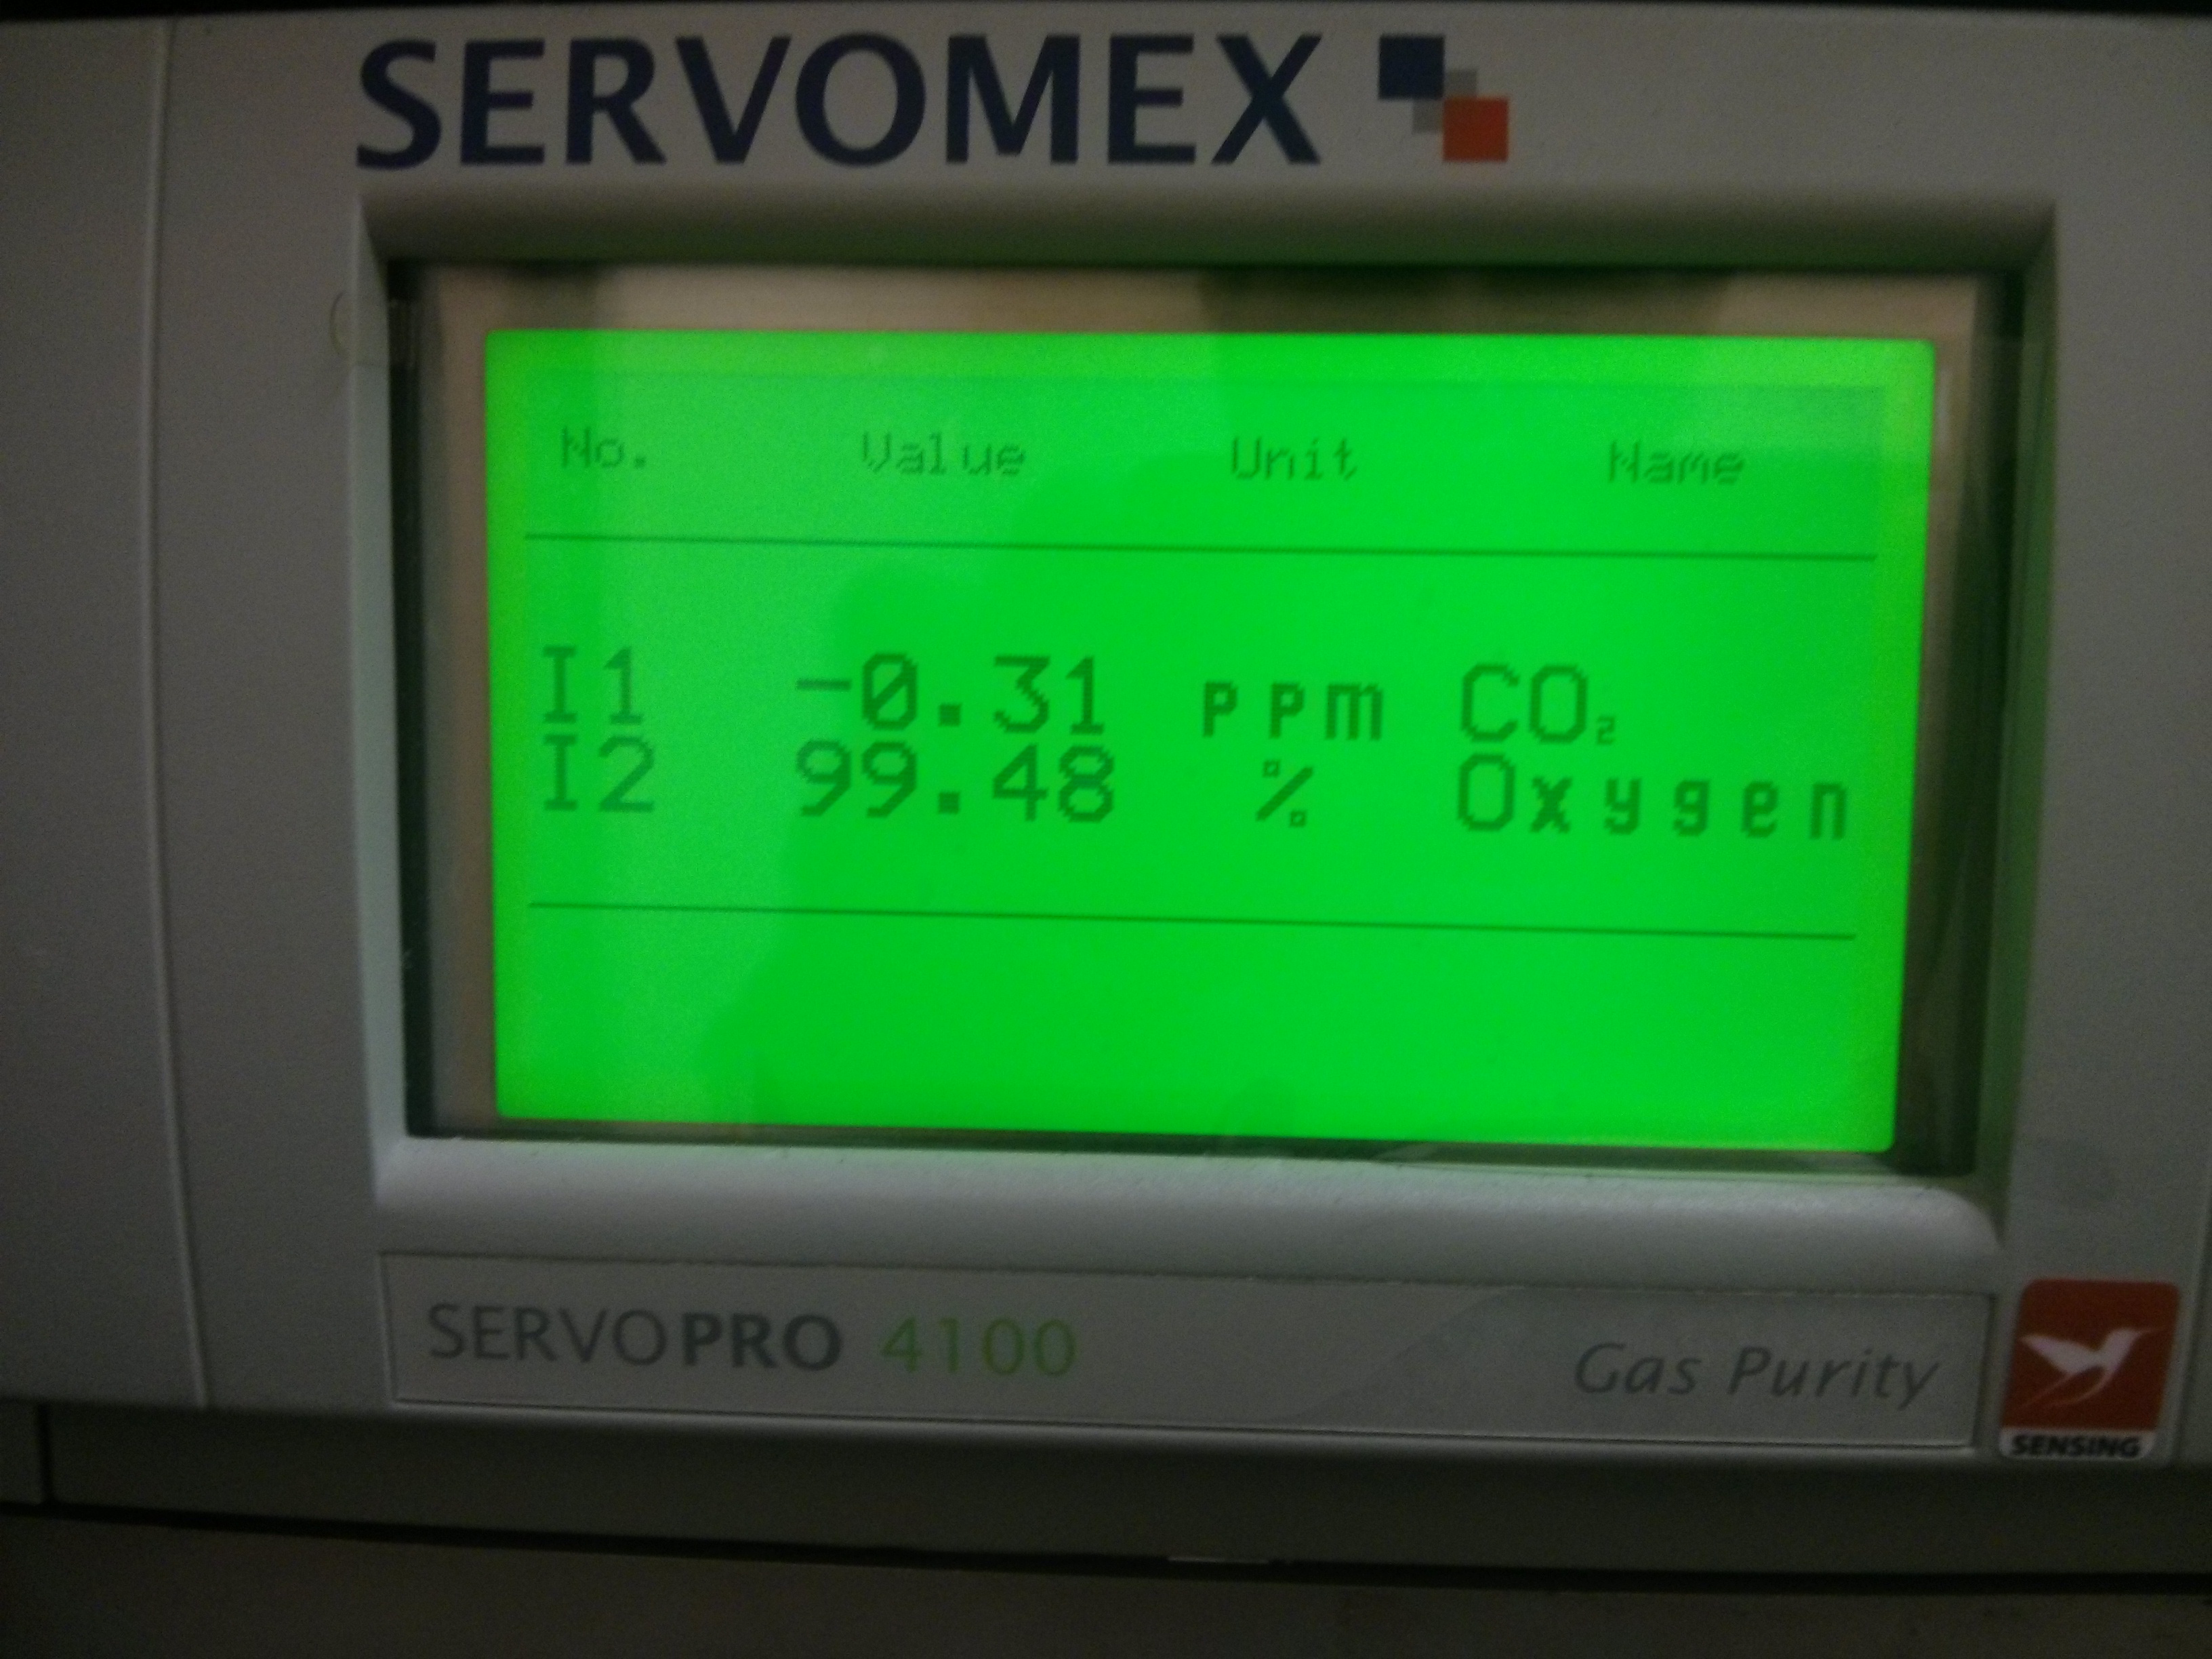 SERVOMEX
No. Value Unit Name
I1 -0.31 ppm CO₂
I2 99.48 % Oxygen
SERVOPRO 4100 Gas Purity
SENSING